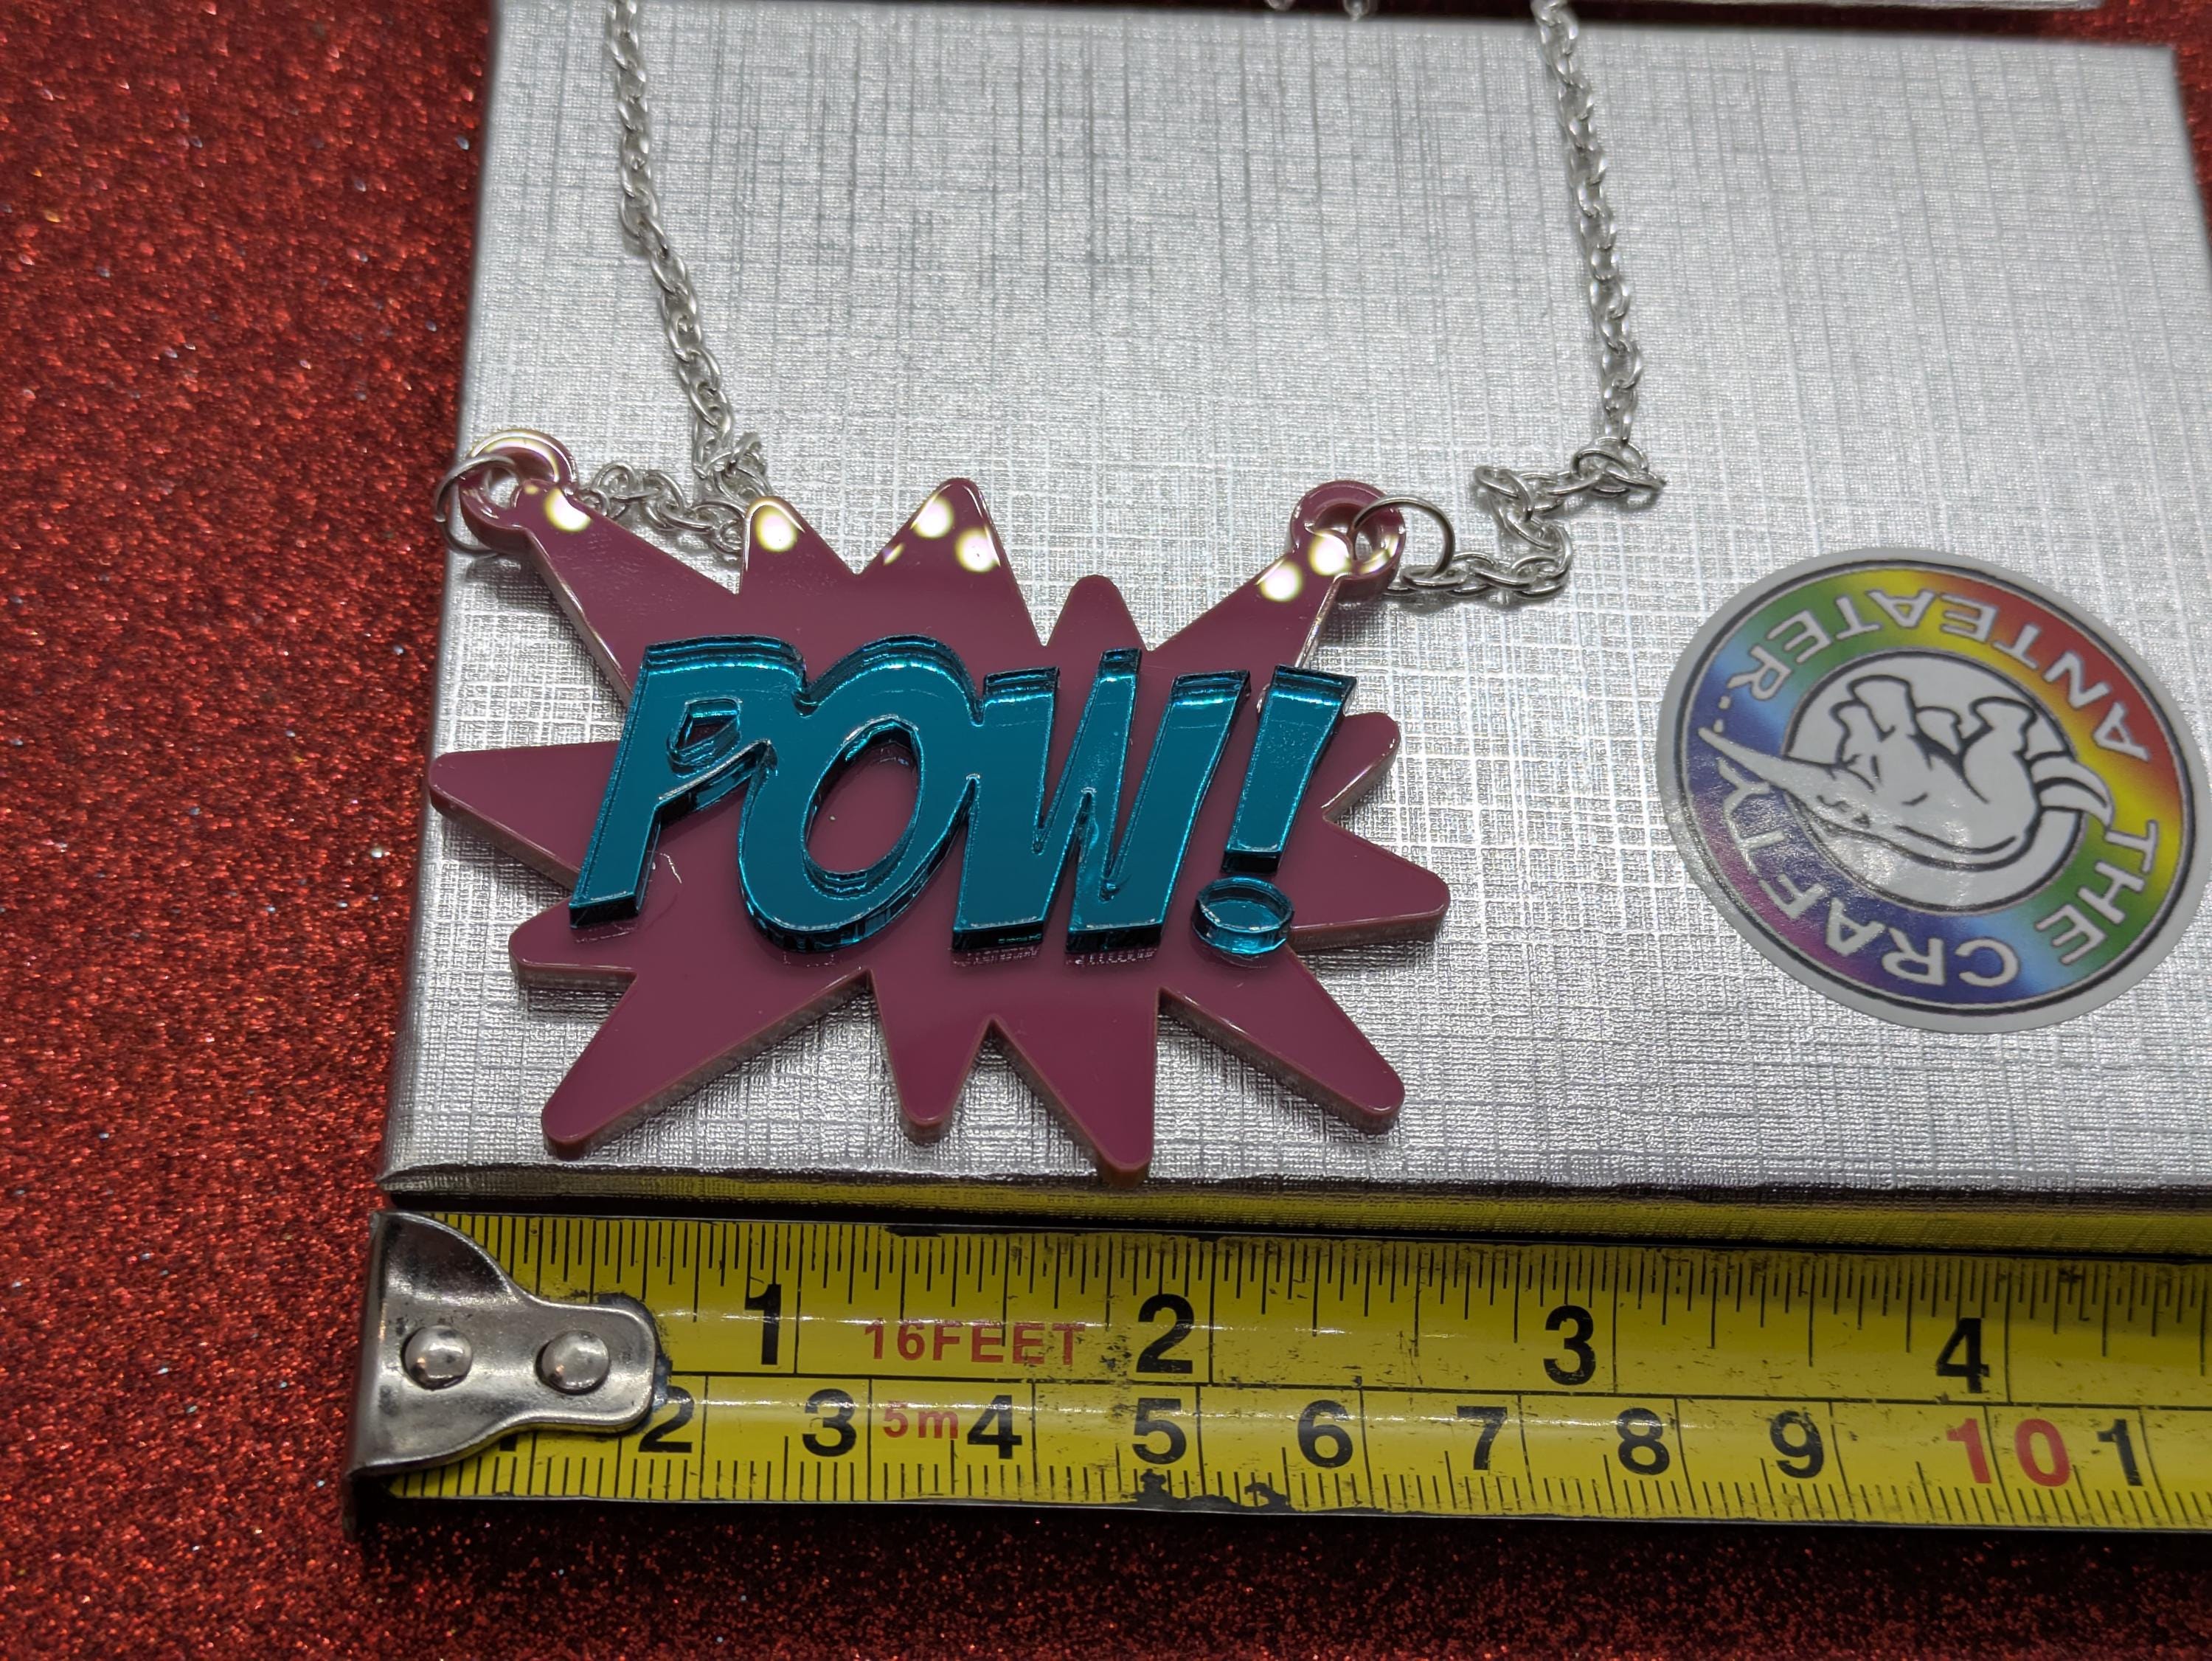 POW!
THE CRAFTY ANTEATER...
1 2 3 4
16FEET
2 3 4 5 6 7 8 9 10 1
5m